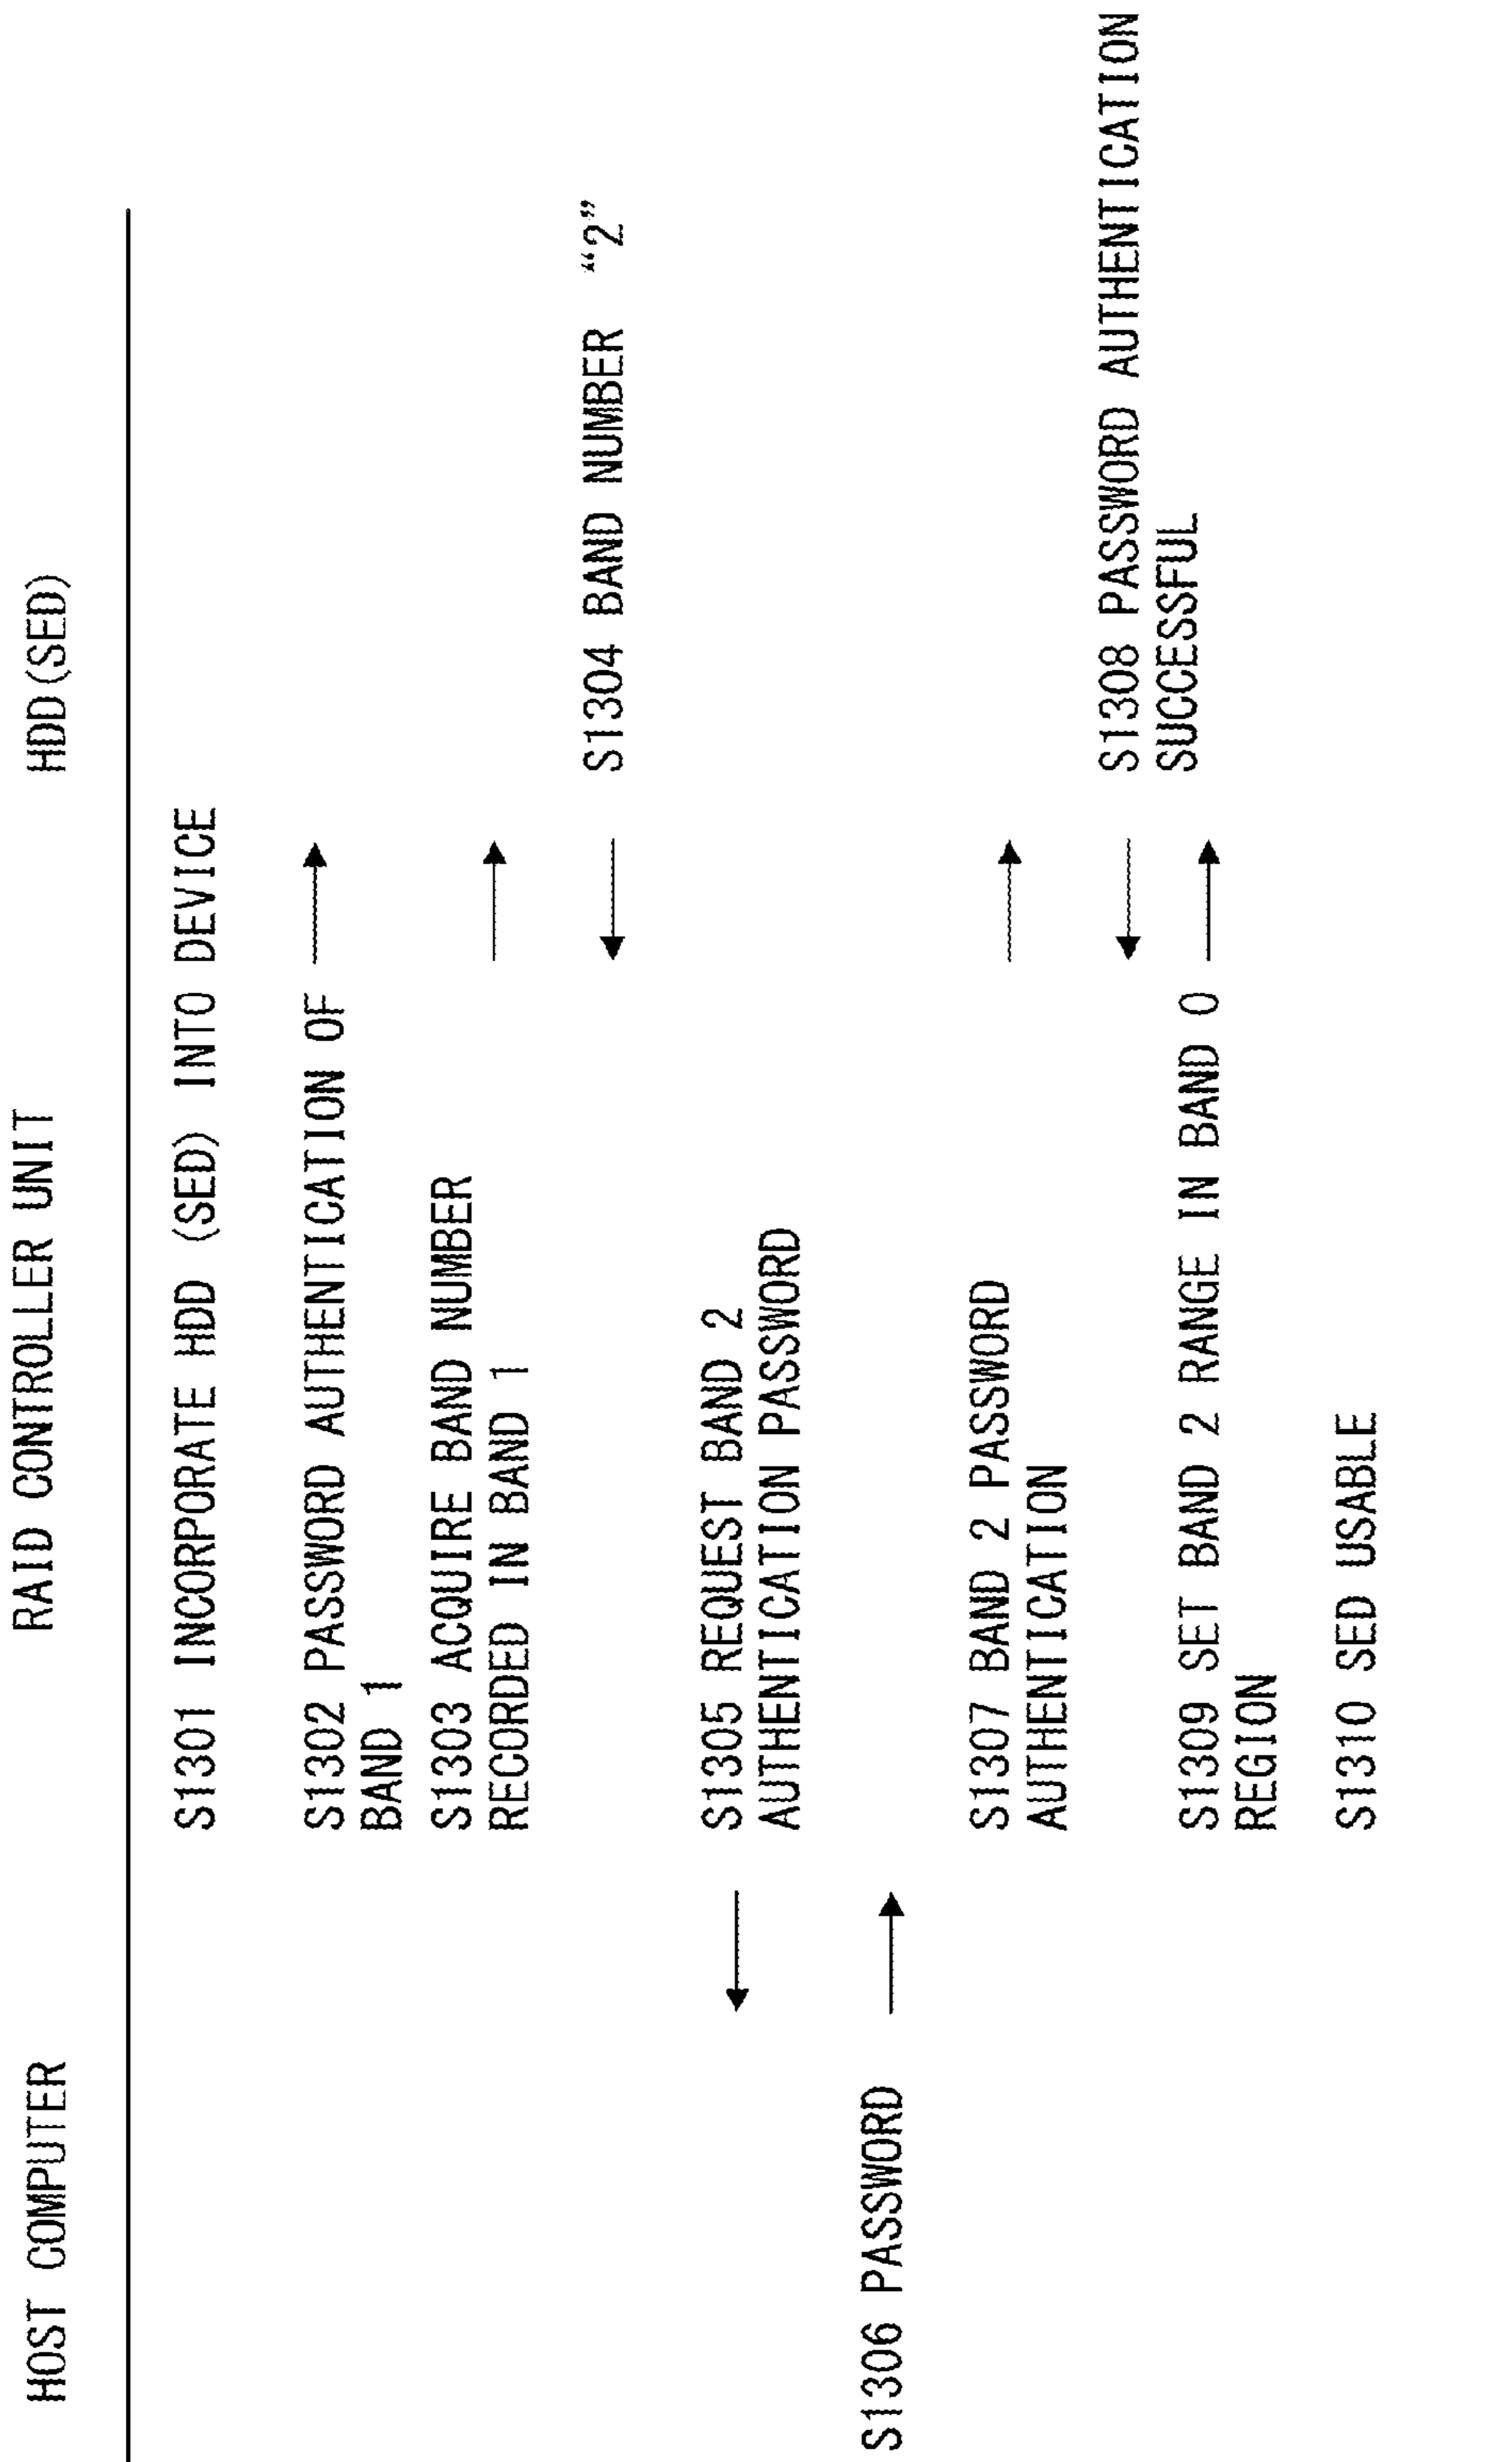 HOST COMPUTER
RAID CONTROLLER UNIT
HDD(SED)
S1301 INCORPORATE HDD (SED) INTO DEVICE
S1302 PASSWORD AUTHENTICATION OF
BAND 1
S1303 ACQUIRE BAND NUMBER
RECORDED IN BAND 1
S1304 BAND NUMBER “2”
S1305 REQUEST BAND 2
AUTHENTICATION PASSWORD
S1306 PASSWORD
S1307 BAND 2 PASSWORD
AUTHENTICATION
S1308 PASSWORD AUTHENTICATION
SUCCESSFUL
S1309 SET BAND 2 RANGE IN BAND 0
REGION
S1310 SED USABLE